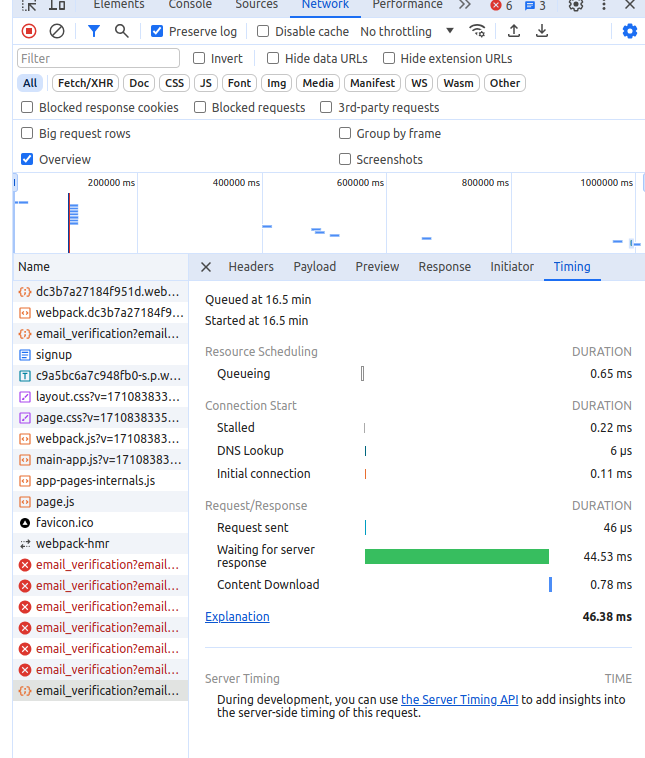 Elements Console Sources Network Performance 6 3
Preserve log Disable cache No throttling
Filter Invert Hide data URLs Hide extension URLs
All Fetch/XHR Doc CSS JS Font Img Media Manifest WS Wasm Other
Blocked response cookies Blocked requests 3rd-party requests
Big request rows Group by frame
Overview Screenshots
200000 ms 400000 ms 600000 ms 800000 ms 1000000 ms
Name
dc3b7a27184f951d.web...
webpack.dc3b7a27184f9...
email_verification?email...
signup
c9a5bc6a7c948fb0-s.p.w...
layout.css?v=171083833...
page.css?v=1710838335...
webpack.js?v=17108383...
main-app.js?v=17108383...
app-pages-internals.js
page.js
favicon.ico
webpack-hmr
email_verification?email...
email_verification?email...
email_verification?email...
email_verification?email...
email_verification?email...
email_verification?email...
email_verification?email...
Headers Payload Preview Response Initiator Timing
Queued at 16.5 min
Started at 16.5 min
Resource Scheduling DURATION
Queueing 0.65 ms
Connection Start DURATION
Stalled 0.22 ms
DNS Lookup 6 μs
Initial connection 0.11 ms
Request/Response DURATION
Request sent 46 μs
Waiting for server
response 44.53 ms
Content Download 0.78 ms
Explanation 46.38 ms
Server Timing TIME
During development, you can use the Server Timing API to add insights into
the server-side timing of this request.